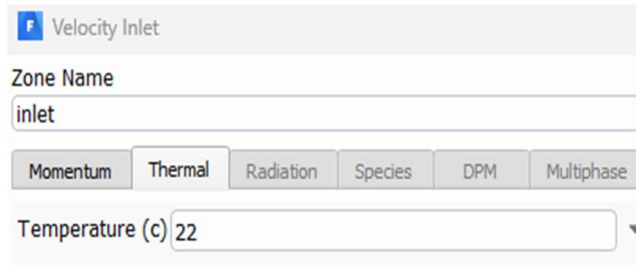 F Velocity Inlet
Zone Name
inlet
Momentum Thermal Radiation Species DPM Multiphase
Temperature (c) 22